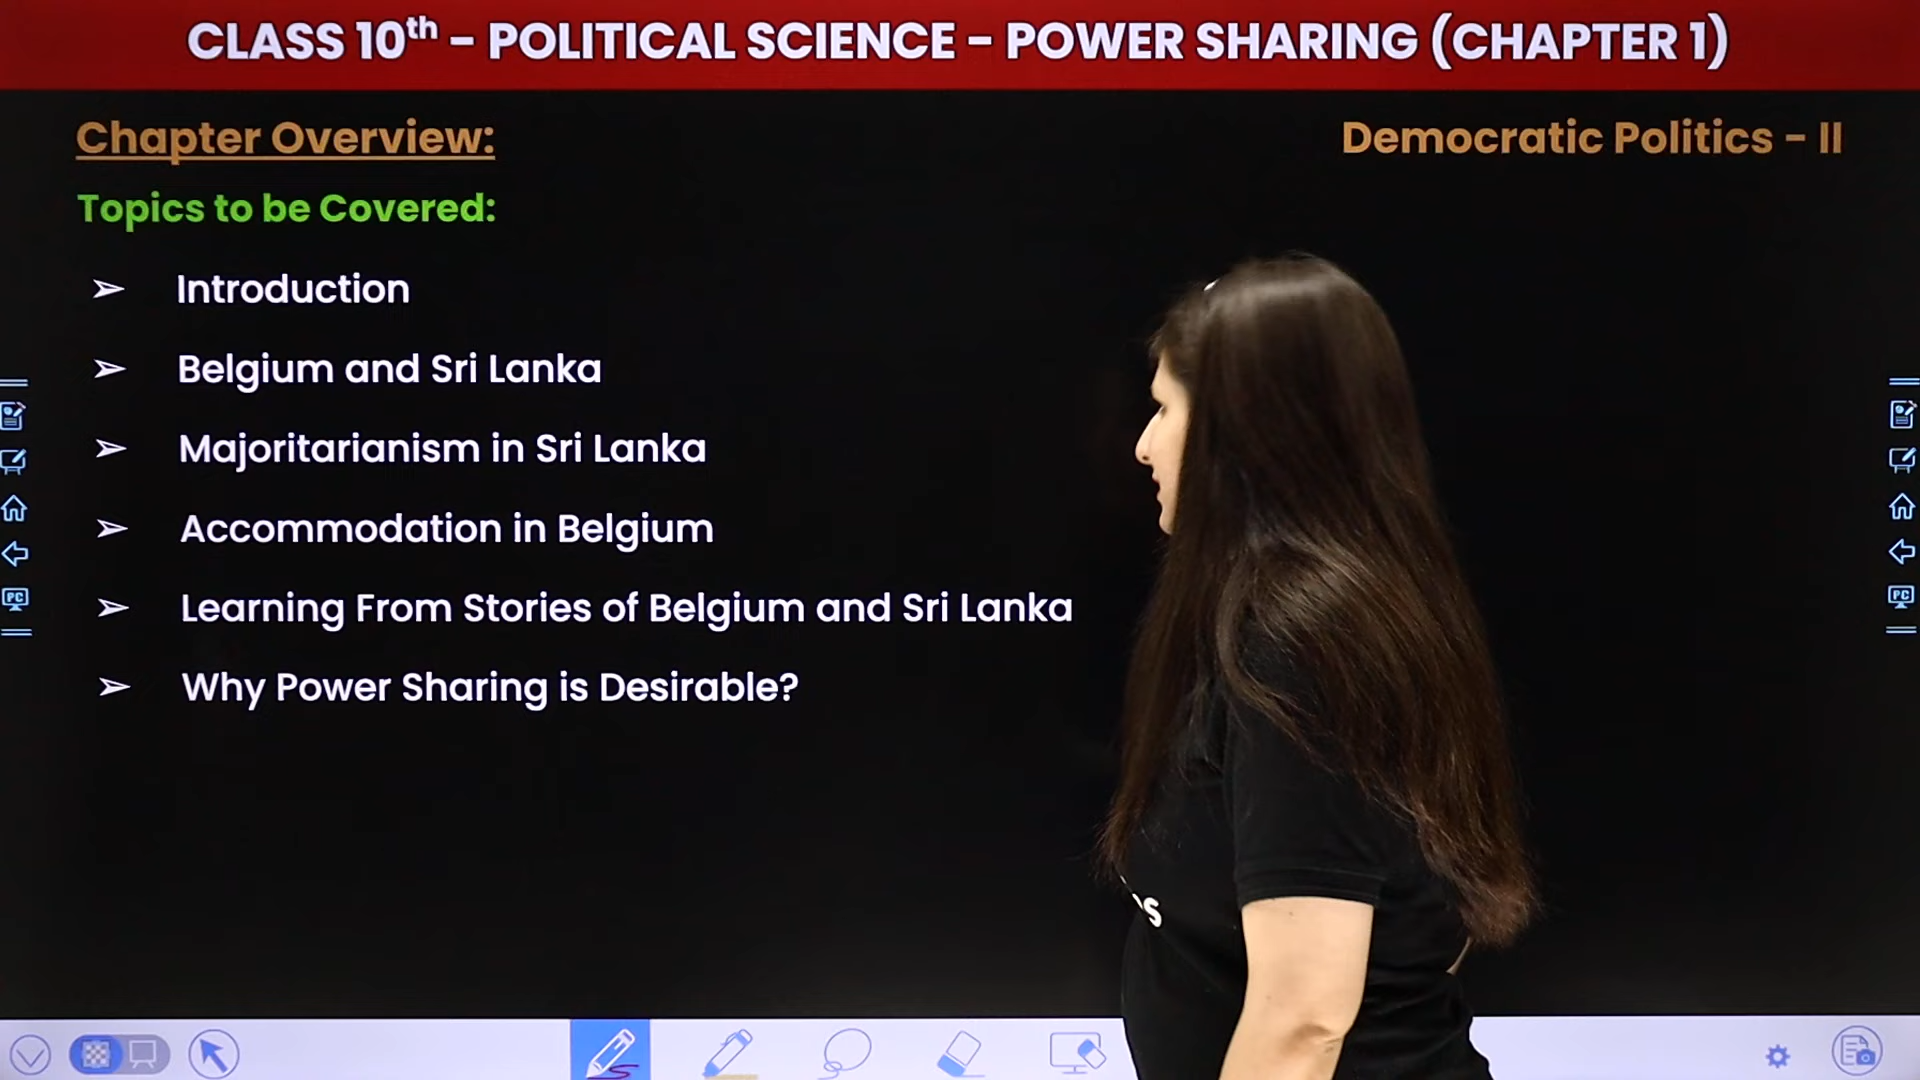 CLASS 10th - POLITICAL SCIENCE - POWER SHARING (CHAPTER 1)
Chapter Overview:
Democratic Politics - II
Topics to be Covered:
➢ Introduction
➢ Belgium and Sri Lanka
➢ Majoritarianism in Sri Lanka
➢ Accommodation in Belgium
➢ Learning From Stories of Belgium and Sri Lanka
➢ Why Power Sharing is Desirable?
PC
PC